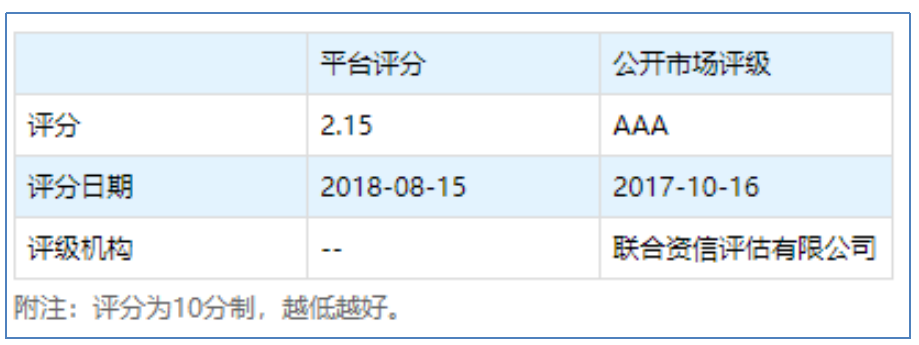 平台评分 公开市场评级
评分 2.15 AAA
评分日期 2018-08-15 2017-10-16
评级机构 -- 联合资信评估有限公司
附注：评分为10分制，越低越好。